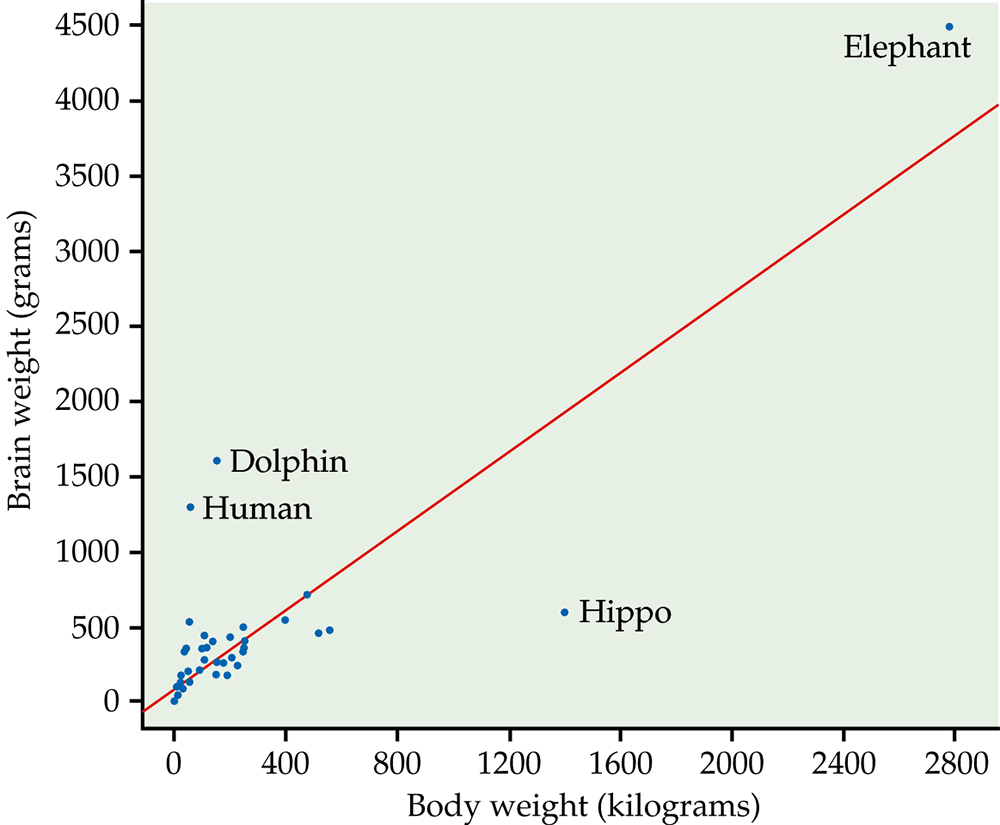 Brain weight (grams)
4500
4000
3500
3000
2500
2000
1500
1000
500
0
Elephant
Dolphin
Human
Hippo
0 400 800 1200 1600 2000 2400 2800
Body weight (kilograms)